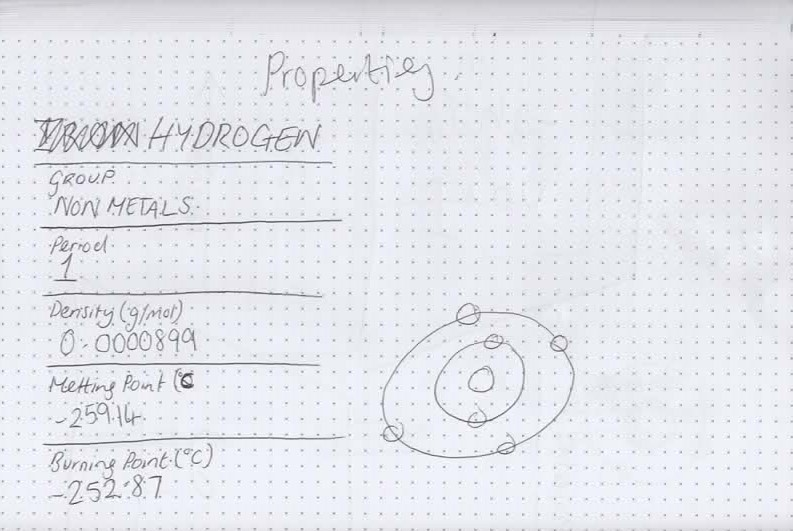 Properties.
HYDROGEN
GROUP
NON METALS.
Period
1
Density (g/mol)
0.0000899
Melting Point (°C
-259.14
Burning Point (°C)
-252.87